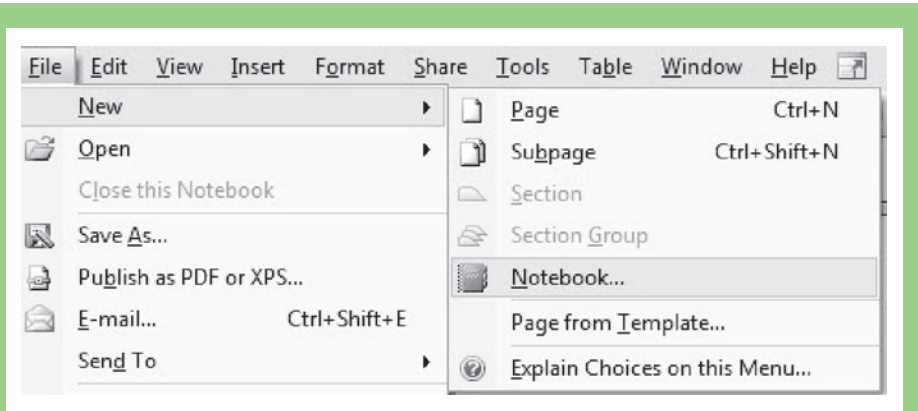 File Edit View Insert Format Share Tools Table Window Help
New
Open
Close this Notebook
Save As...
Publish as PDF or XPS...
E-mail... Ctrl+Shift+E
Send To
Page Ctrl+N
Subpage Ctrl+Shift+N
Section
Section Group
Notebook...
Page from Template...
Explain Choices on this Menu...